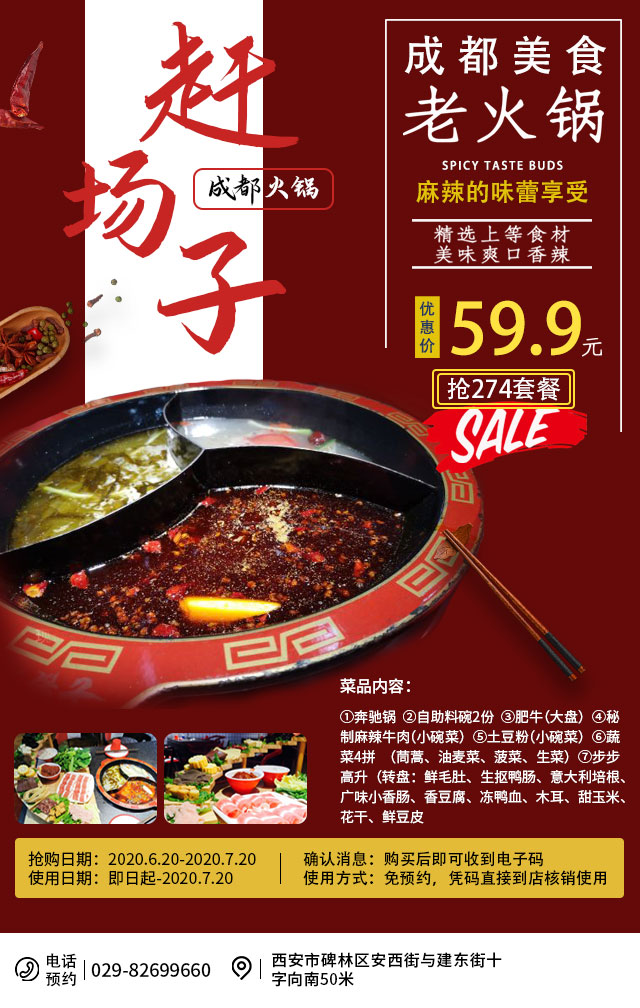 赶
场
子
成都火锅
成都美食
老火锅
SPICY TASTE BUDS
麻辣的味蕾享受
精选上等食材
美味爽口香辣
优惠价
59.9元
抢274套餐
SALE
菜品内容：
①奔驰锅 ②自助料碗2份 ③肥牛(大盘) ④秘
制麻辣牛肉(小碗菜) ⑤土豆粉(小碗菜) ⑥蔬
菜4拼 （茼蒿、油麦菜、菠菜、生菜）⑦步步
高升（转盘：鲜毛肚、生抠鸭肠、意大利培根、
广味小香肠、香豆腐、冻鸭血、木耳、甜玉米、
花干、鲜豆皮
抢购日期：2020.6.20-2020.7.20
使用日期：即日起-2020.7.20
确认消息：购买后即可收到电子码
使用方式：免预约，凭码直接到店核销使用
电话
预约
029-82699660
西安市碑林区安西街与建东街十
字向南50米